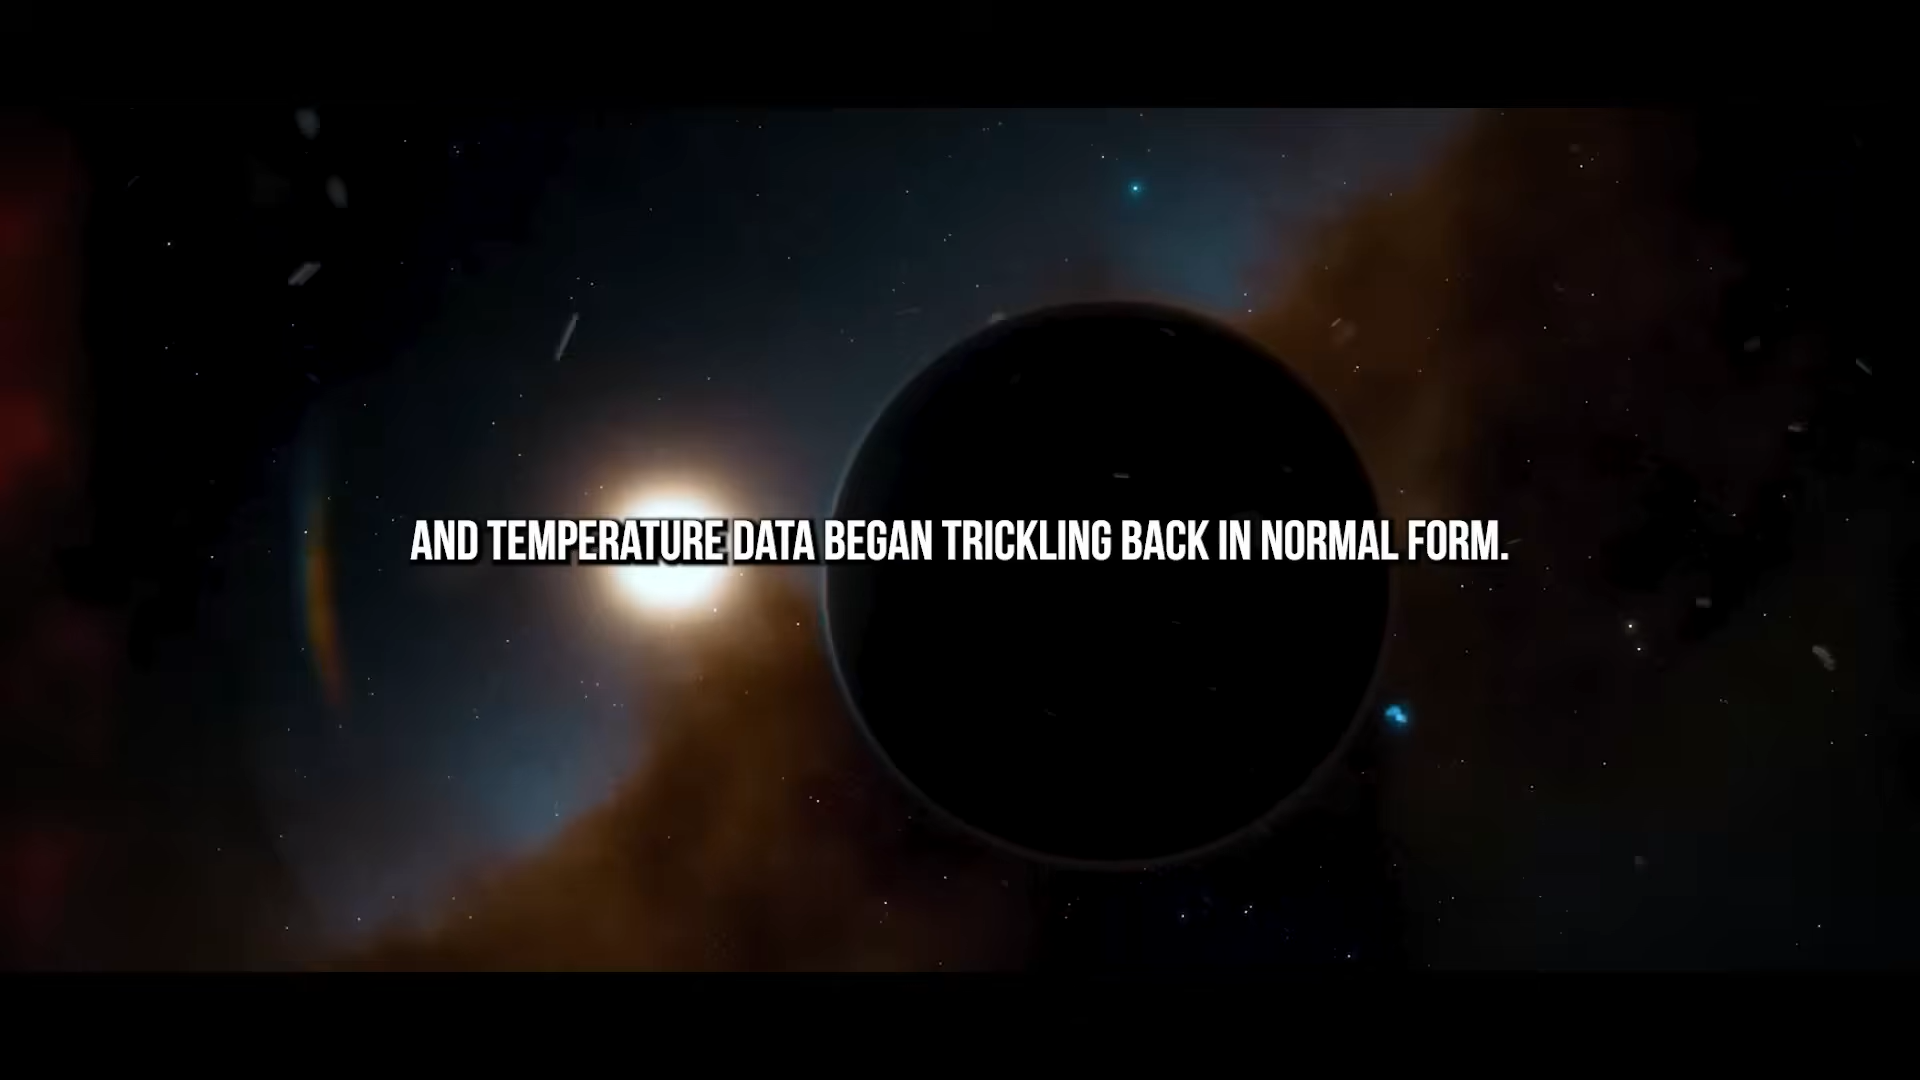 AND TEMPERATURE DATA BEGAN TRICKLING BACK IN NORMAL FORM.